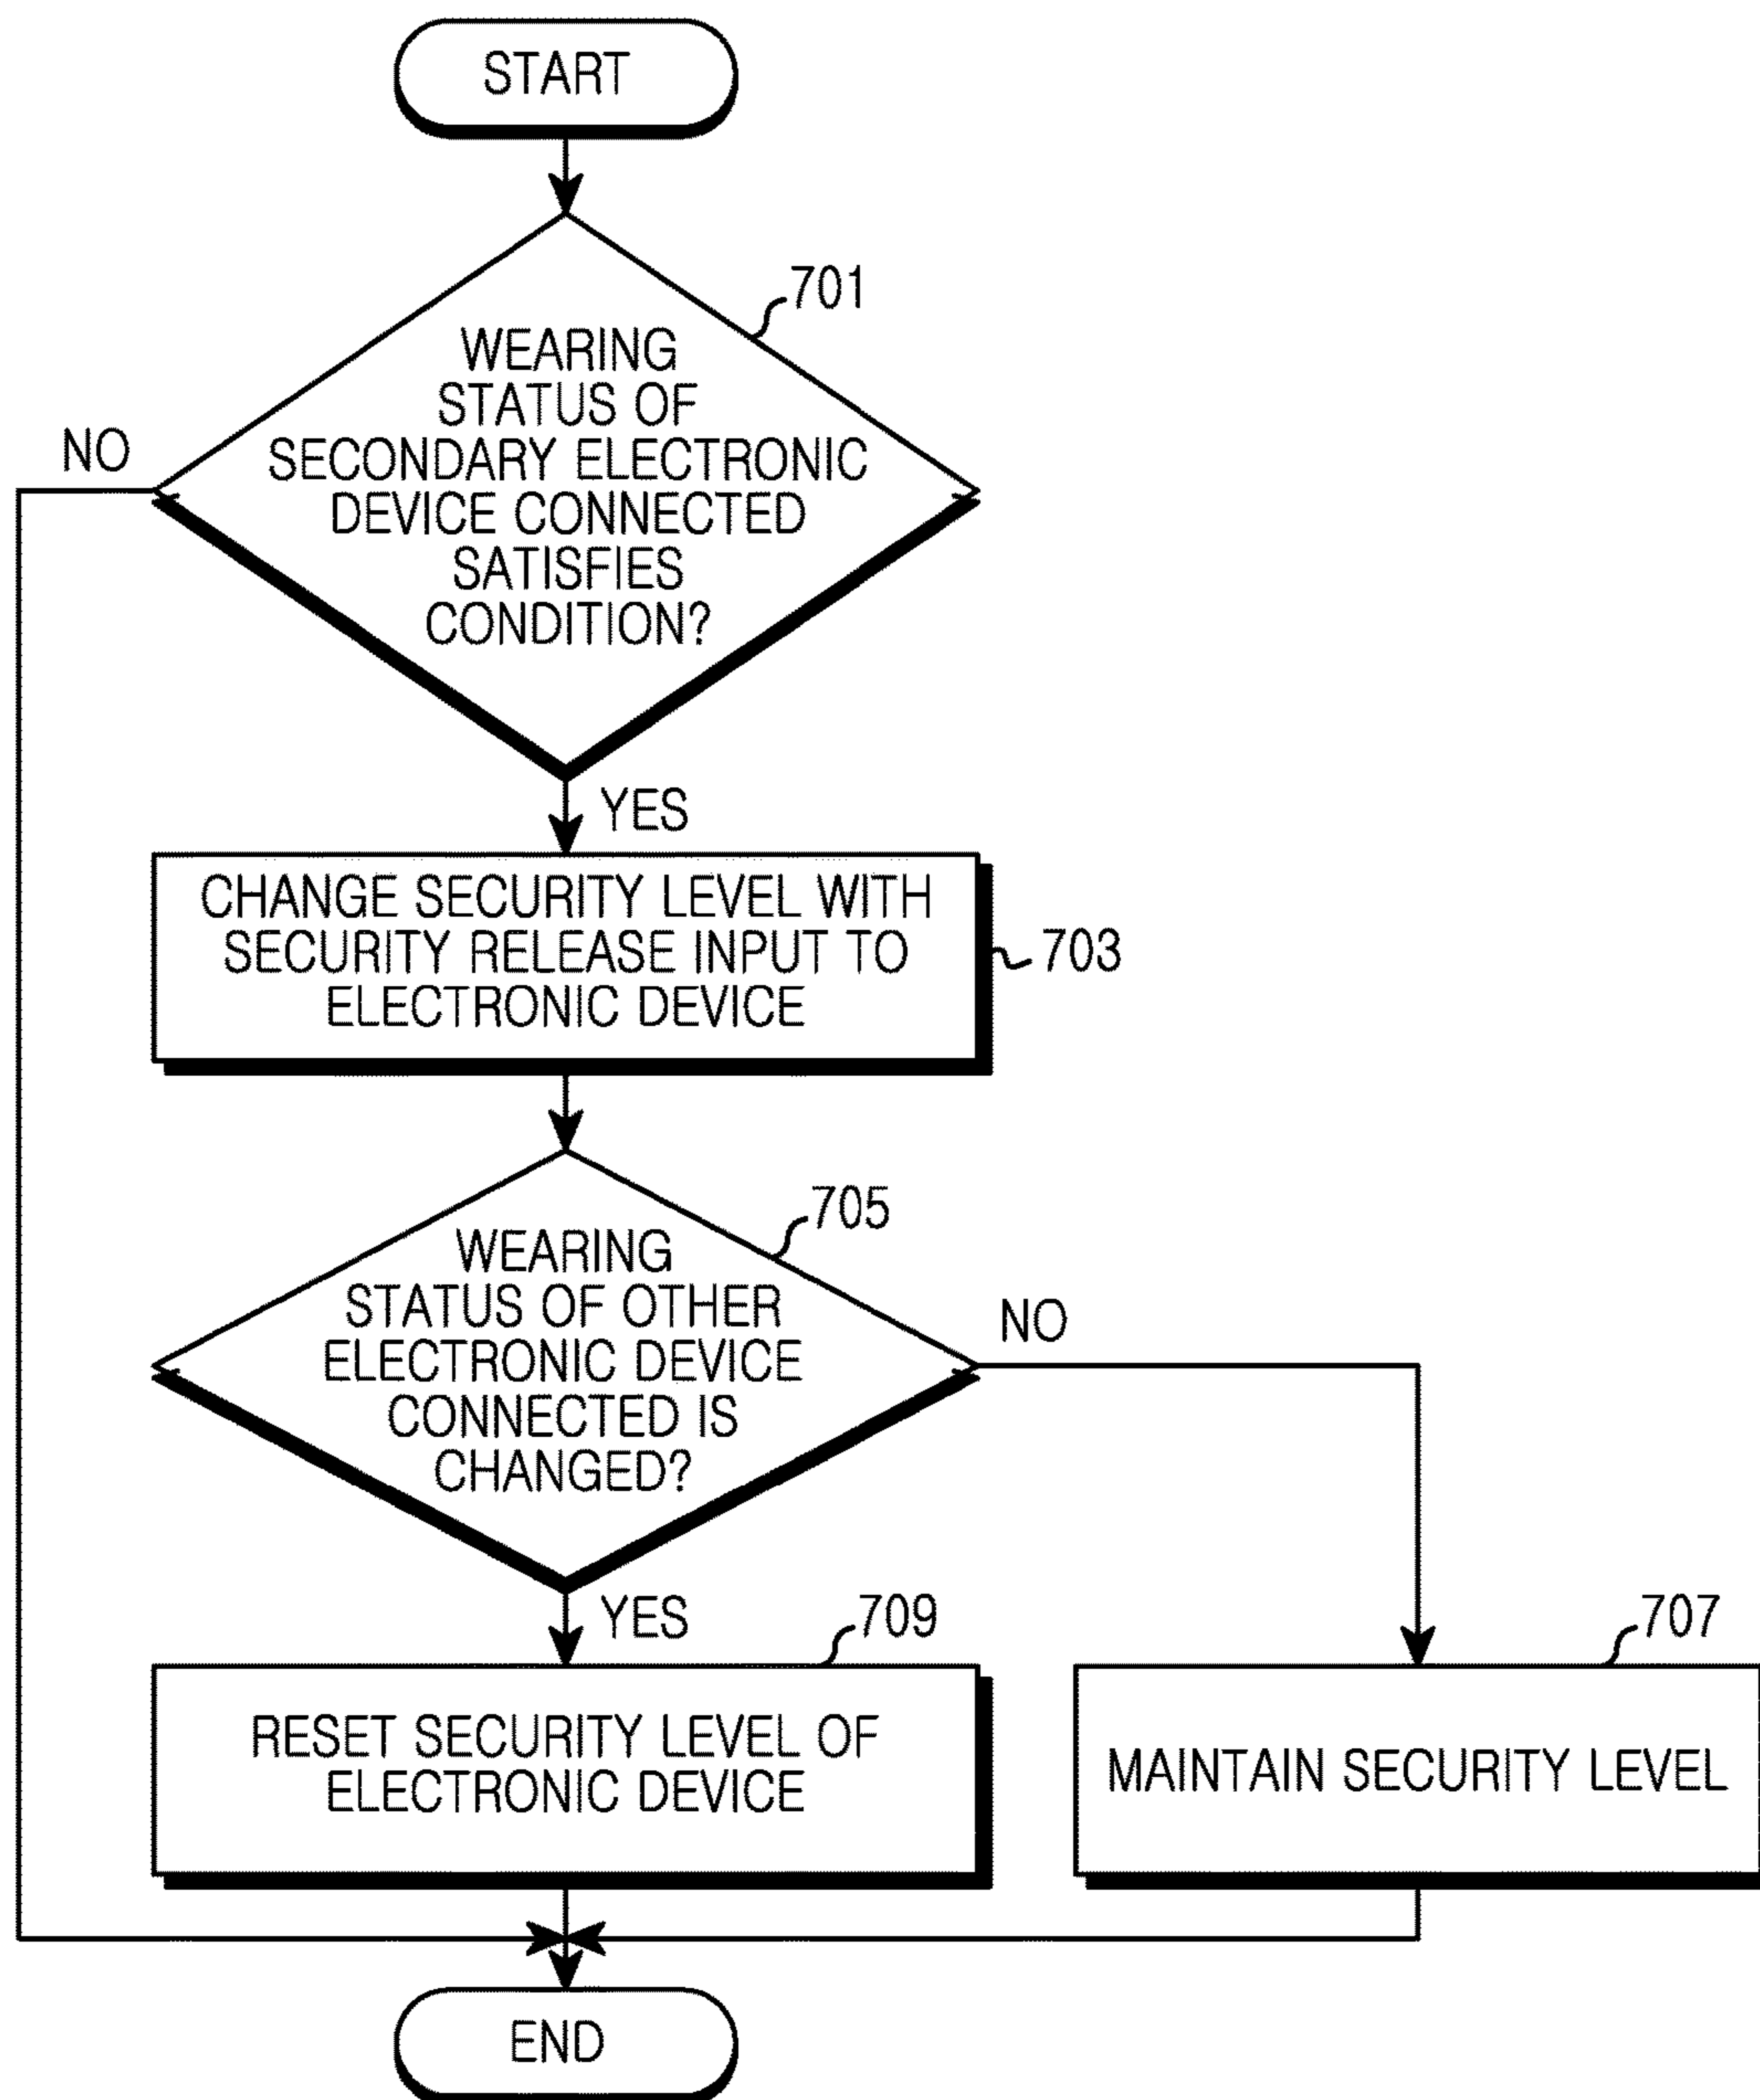 START
701
WEARING
STATUS OF
SECONDARY ELECTRONIC
DEVICE CONNECTED
SATISFIES
CONDITION?
NO
YES
CHANGE SECURITY LEVEL WITH
SECURITY RELEASE INPUT TO
ELECTRONIC DEVICE
703
705
WEARING
STATUS OF OTHER
ELECTRONIC DEVICE
CONNECTED IS
CHANGED?
NO
YES
709
707
RESET SECURITY LEVEL OF
ELECTRONIC DEVICE
MAINTAIN SECURITY LEVEL
END